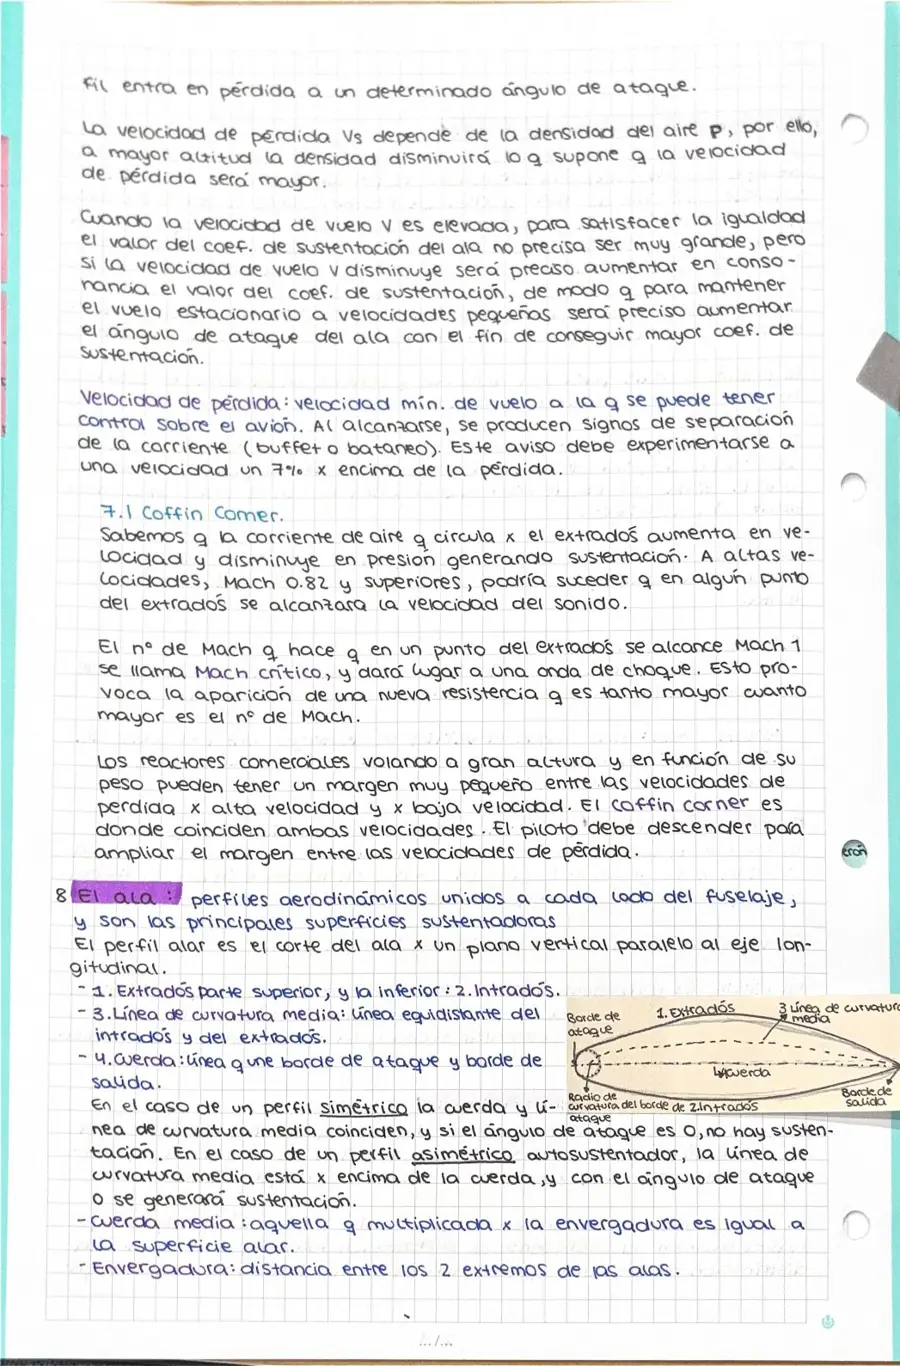 fil entra en pérdida a un determinado ángulo de ataque.
La velocidad de pérdida Vs depende de la densidad del aire ρ, por ello,
a mayor altitud la densidad disminuirá lo q supone q la velocidad
de pérdida será mayor.
Cuando la velocidad de vuelo V es elevada, para satisfacer la igualdad
el valor del coef. de sustentación del ala no precisa ser muy grande, pero
si la velocidad de vuelo V disminuye será preciso aumentar en conso-
nancia el valor del coef. de sustentación, de modo q para mantener
el vuelo estacionario a velocidades pequeñas será preciso aumentar
el ángulo de ataque del ala con el fin de conseguir mayor coef. de
sustentación.
Velocidad de pérdida: velocidad mín. de vuelo a la q se puede tener
control sobre el avión. Al alcanzarse, se producen signos de separación
de la corriente (buffet o bataneo). Este aviso debe experimentarse a
una velocidad un 7% x encima de la pérdida.
7.1 Coffin Corner.
Sabemos q la corriente de aire q circula x el extradós aumenta en ve-
locidad y disminuye en presión generando sustentación. A altas ve-
locidades, Mach 0.82 y superiores, podría suceder q en algún punto
del extradós se alcanzara la velocidad del sonido.
El nº de Mach q hace q en un punto del extradós se alcance Mach 1
se llama Mach crítico, y dará lugar a una onda de choque. Esto pro-
voca la aparición de una nueva resistencia q es tanto mayor cuanto
mayor es el nº de Mach.
Los reactores comerciales volando a gran altura y en función de su
peso pueden tener un margen muy pequeño entre las velocidades de
perdida x alta velocidad y x baja velocidad. El coffin corner es
donde coinciden ambas velocidades. El piloto debe descender para
ampliar el margen entre las velocidades de pérdida.
erón
8 El ala: perfiles aerodinámicos unidos a cada lado del fuselaje,
y son las principales superficies sustentadoras
El perfil alar es el corte del ala x un plano vertical paralelo al eje lon-
gitudinal.
- 1. Extradós parte superior, y la inferior: 2. Intradós.
- 3. Línea de curvatura media: línea equidistante del
intradós y del extradós.
- 4. Cuerda: línea q une borde de ataque y borde de
salida.
Borde de
ataque
1. Extradós
3 Línea de curvatura
media
4 Cuerda
Radio de
curvatura del borde de
ataque
2. Intradós
Borde de
salida
En el caso de un perfil simétrico la cuerda y lí-
nea de curvatura media coinciden, y si el ángulo de ataque es 0, no hay susten-
tación. En el caso de un perfil asimétrico autosustentador, la línea de
curvatura media está x encima de la cuerda, y con el ángulo de ataque
0 se generará sustentación.
- Cuerda media: aquella q multiplicada x la envergadura es igual a
la superficie alar.
- Envergadura: distancia entre los 2 extremos de las alas.
.../...